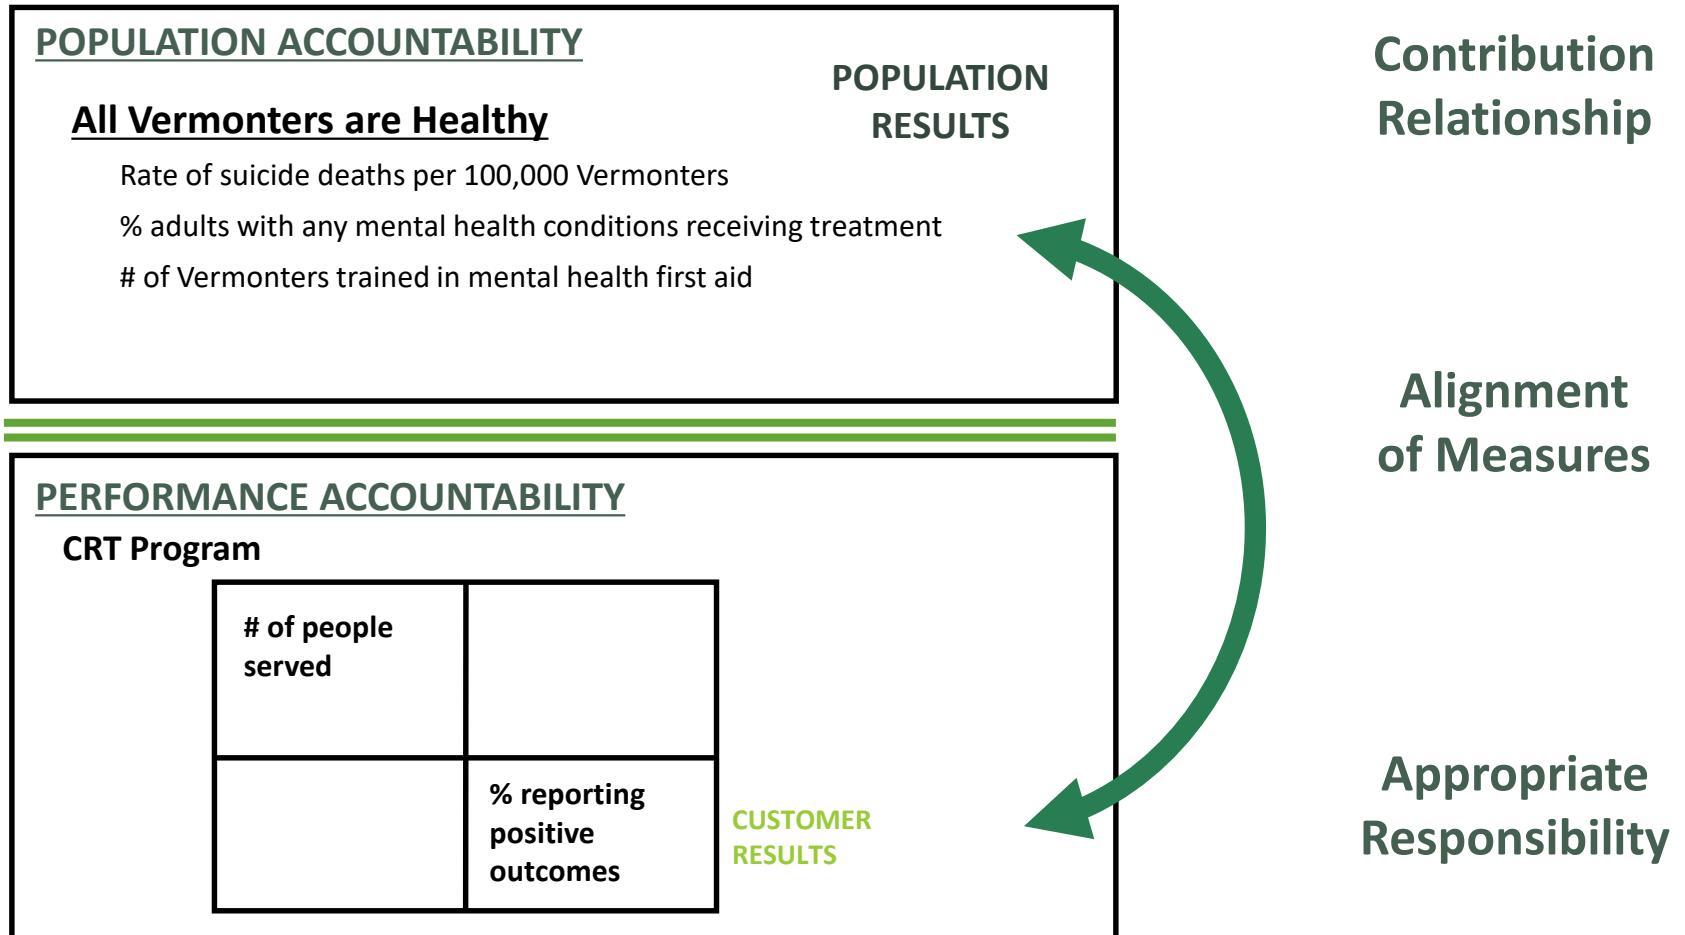 POPULATION ACCOUNTABILITY
POPULATION
RESULTS
All Vermonters are Healthy
Rate of suicide deaths per 100,000 Vermonters
% adults with any mental health conditions receiving treatment
# of Vermonters trained in mental health first aid
PERFORMANCE ACCOUNTABILITY
CRT Program
# of people
served
% reporting
positive
outcomes
CUSTOMER
RESULTS
Contribution
Relationship
Alignment
of Measures
Appropriate
Responsibility